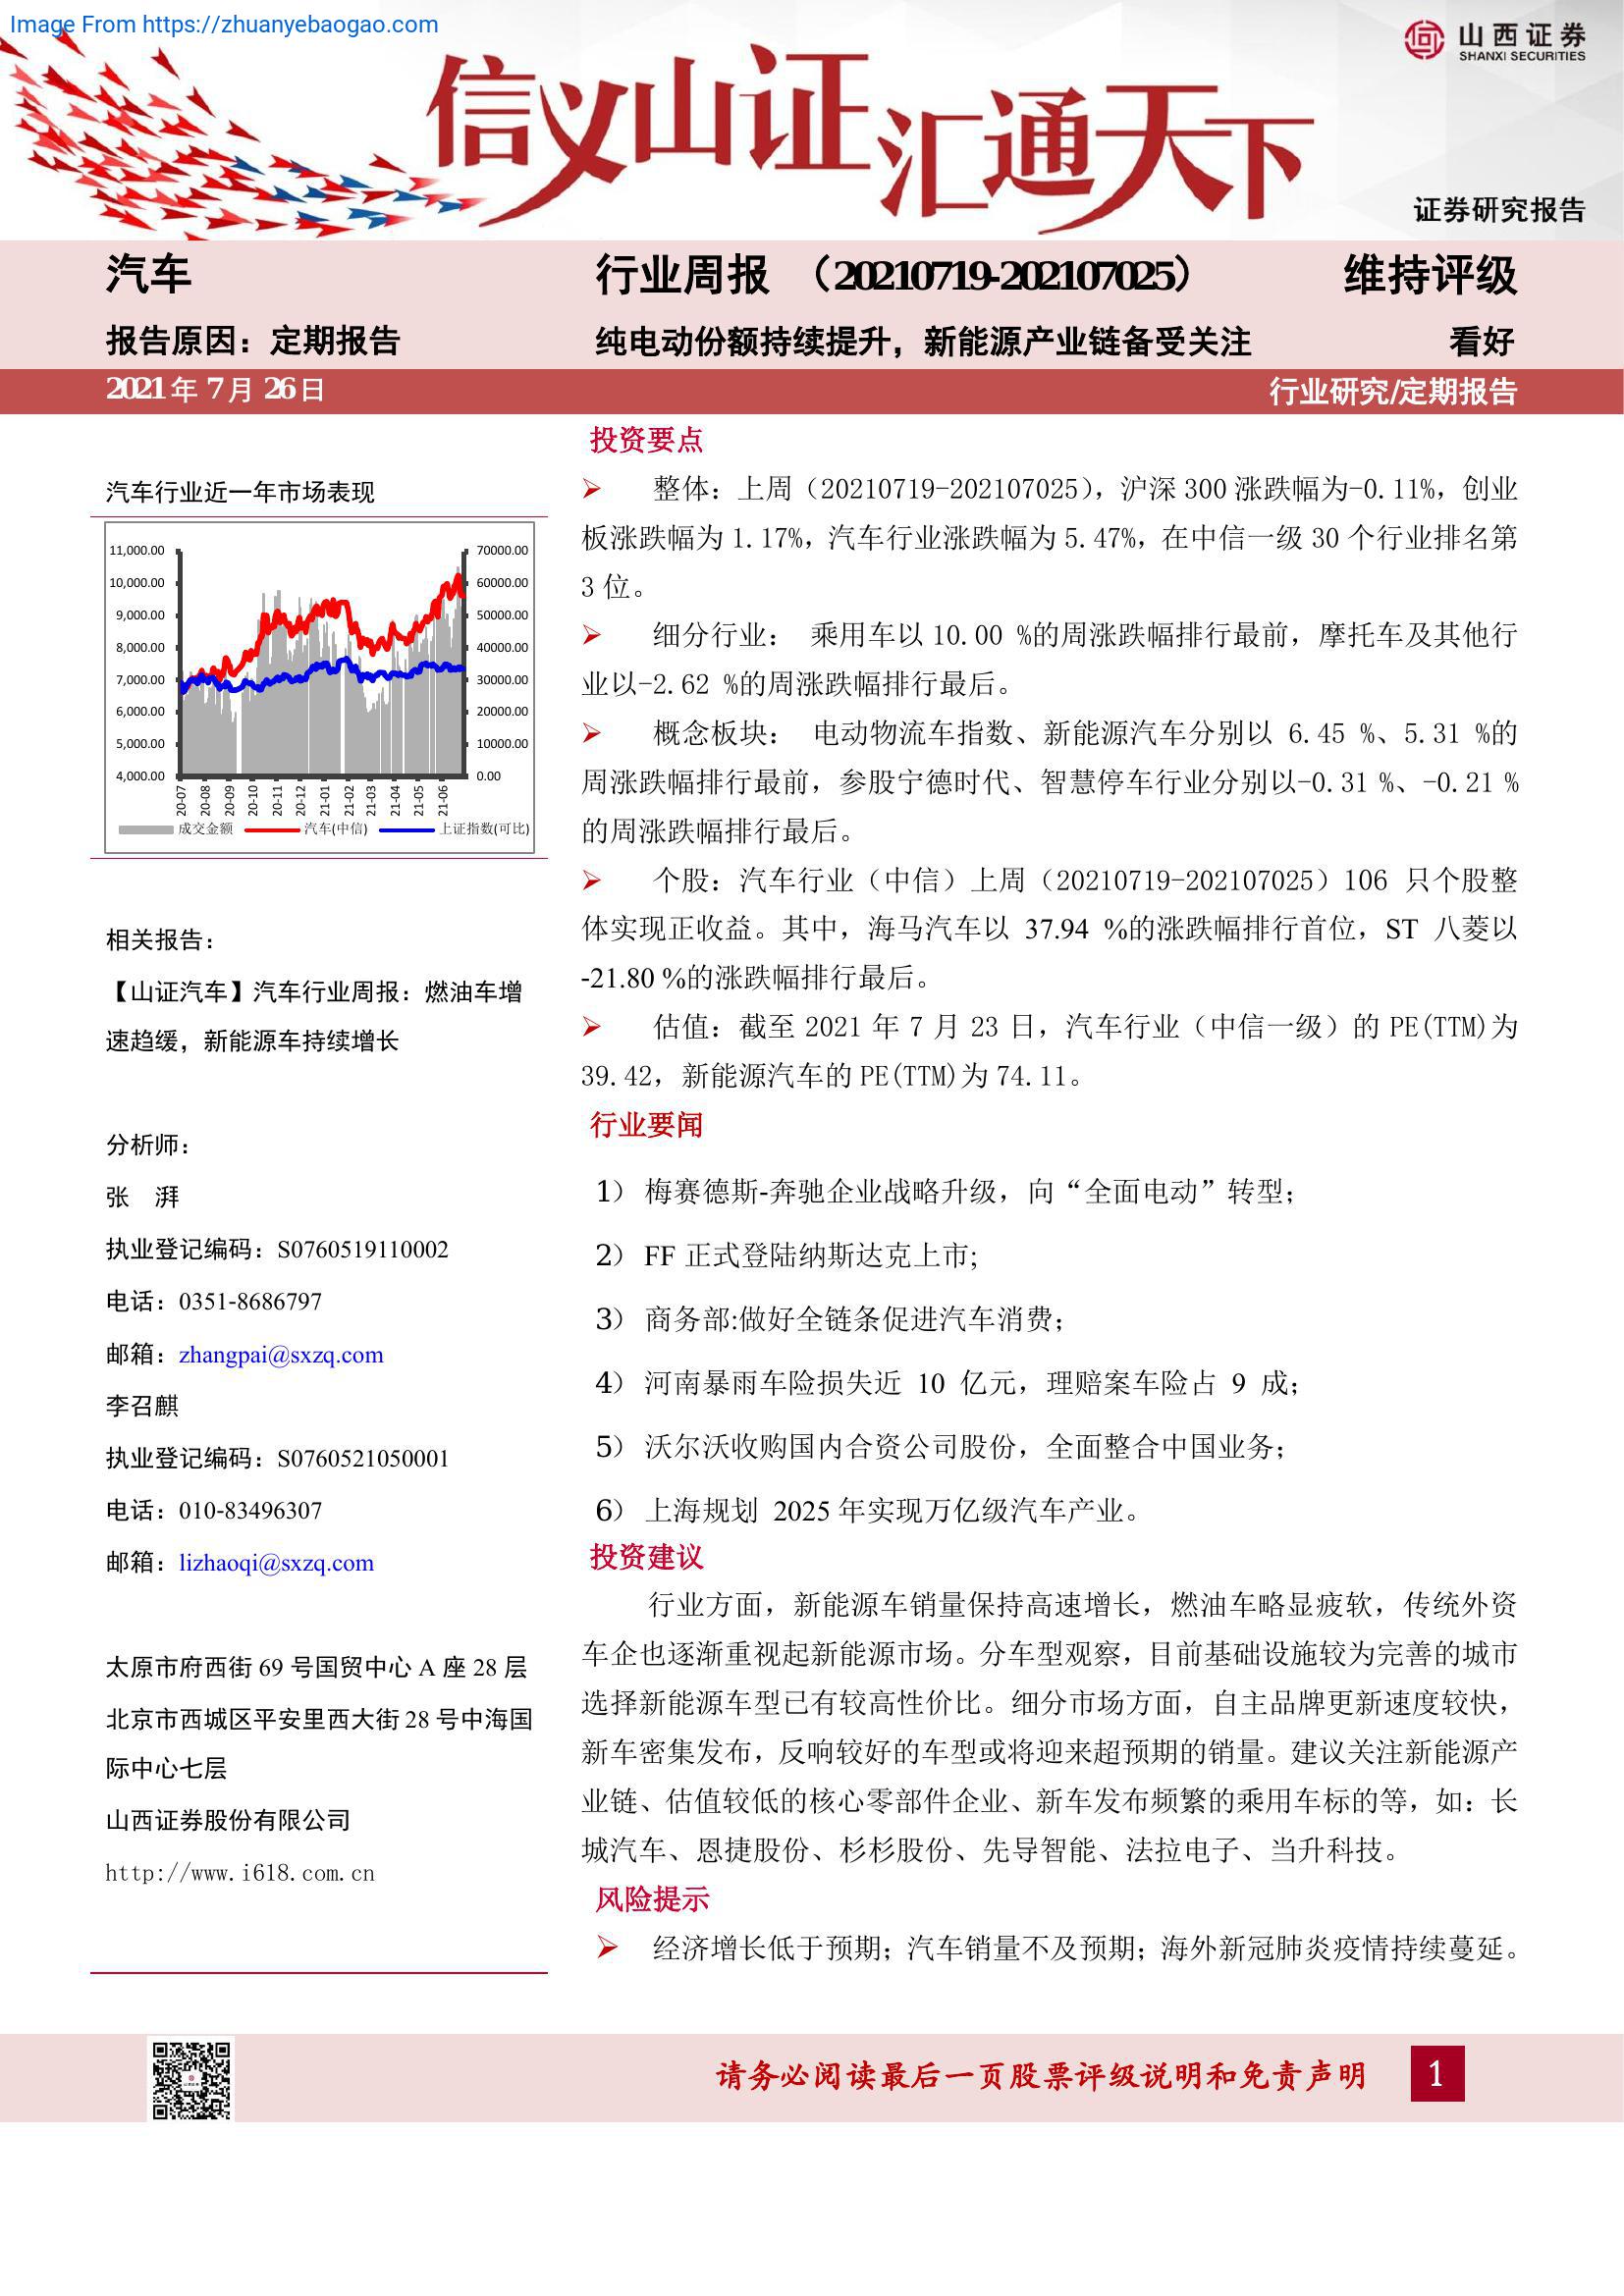 Image From https://zhuanyebaogao.com
山西证券
SHANXI SECURITIES
信义山证汇通天下
证券研究报告
汽车
行业周报 （20210719-202107025）
维持评级
报告原因：定期报告
纯电动份额持续提升，新能源产业链备受关注
看好
2021 年 7 月 26 日
行业研究/定期报告
汽车行业近一年市场表现
11,000.00
10,000.00
9,000.00
8,000.00
7,000.00
6,000.00
5,000.00
4,000.00
70000.00
60000.00
50000.00
40000.00
30000.00
20000.00
10000.00
0.00
20-07
20-08
20-09
20-10
20-11
20-12
21-01
21-02
21-03
21-04
21-05
21-06
成交金额
汽车(中信)
上证指数(可比)
相关报告：
【山证汽车】汽车行业周报：燃油车增
速趋缓，新能源车持续增长
分析师：
张 湃
执业登记编码：S0760519110002
电话：0351-8686797
邮箱：zhangpai@sxzq.com
李召麒
执业登记编码：S0760521050001
电话：010-83496307
邮箱：lizhaoqi@sxzq.com
太原市府西街 69 号国贸中心 A 座 28 层
北京市西城区平安里西大街 28 号中海国
际中心七层
山西证券股份有限公司
http://www.i618.com.cn
投资要点
整体：上周（20210719-202107025），沪深 300 涨跌幅为-0.11%，创业
板涨跌幅为 1.17%，汽车行业涨跌幅为 5.47%，在中信一级 30 个行业排名第
3 位。
细分行业： 乘用车以 10.00 %的周涨跌幅排行最前，摩托车及其他行
业以-2.62 %的周涨跌幅排行最后。
概念板块： 电动物流车指数、新能源汽车分别以 6.45 %、5.31 %的
周涨跌幅排行最前，参股宁德时代、智慧停车行业分别以-0.31 %、-0.21 %
的周涨跌幅排行最后。
个股：汽车行业（中信）上周（20210719-202107025）106 只个股整
体实现正收益。其中，海马汽车以 37.94 %的涨跌幅排行首位，ST 八菱以
-21.80 %的涨跌幅排行最后。
估值：截至 2021 年 7 月 23 日，汽车行业（中信一级）的 PE(TTM)为
39.42，新能源汽车的 PE(TTM)为 74.11。
行业要闻
1） 梅赛德斯-奔驰企业战略升级，向“全面电动”转型；
2） FF 正式登陆纳斯达克上市;
3） 商务部:做好全链条促进汽车消费；
4） 河南暴雨车险损失近 10 亿元，理赔案车险占 9 成；
5） 沃尔沃收购国内合资公司股份，全面整合中国业务；
6） 上海规划 2025 年实现万亿级汽车产业。
投资建议
行业方面，新能源车销量保持高速增长，燃油车略显疲软，传统外资
车企也逐渐重视起新能源市场。分车型观察，目前基础设施较为完善的城市
选择新能源车型已有较高性价比。细分市场方面，自主品牌更新速度较快，
新车密集发布，反响较好的车型或将迎来超预期的销量。建议关注新能源产
业链、估值较低的核心零部件企业、新车发布频繁的乘用车标的等，如：长
城汽车、恩捷股份、杉杉股份、先导智能、法拉电子、当升科技。
风险提示
经济增长低于预期；汽车销量不及预期；海外新冠肺炎疫情持续蔓延。
请务必阅读最后一页股票评级说明和免责声明
1